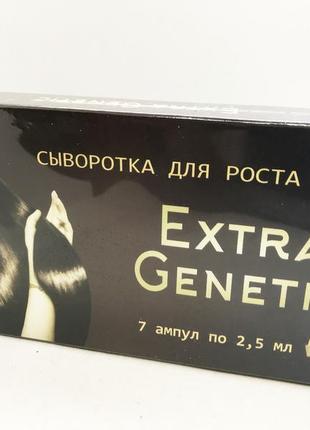 СЫВОРОТКА ДЛЯ РОСТА
EXTRA
GENETI
7 ампул по 2,5 мл